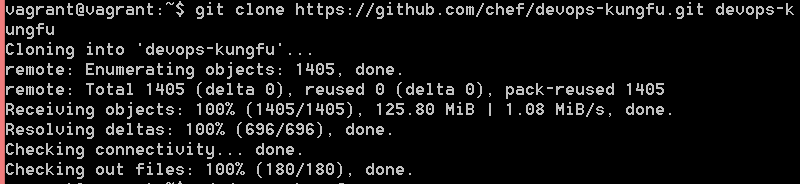 vagrant@vagrant:~$ git clone https://github.com/chef/devops-kungfu.git devops-k
ungfu
Cloning into 'devops-kungfu'...
remote: Enumerating objects: 1405, done.
remote: Total 1405 (delta 0), reused 0 (delta 0), pack-reused 1405
Receiving objects: 100% (1405/1405), 125.80 MiB | 1.08 MiB/s, done.
Resolving deltas: 100% (696/696), done.
Checking connectivity... done.
Checking out files: 100% (180/180), done.